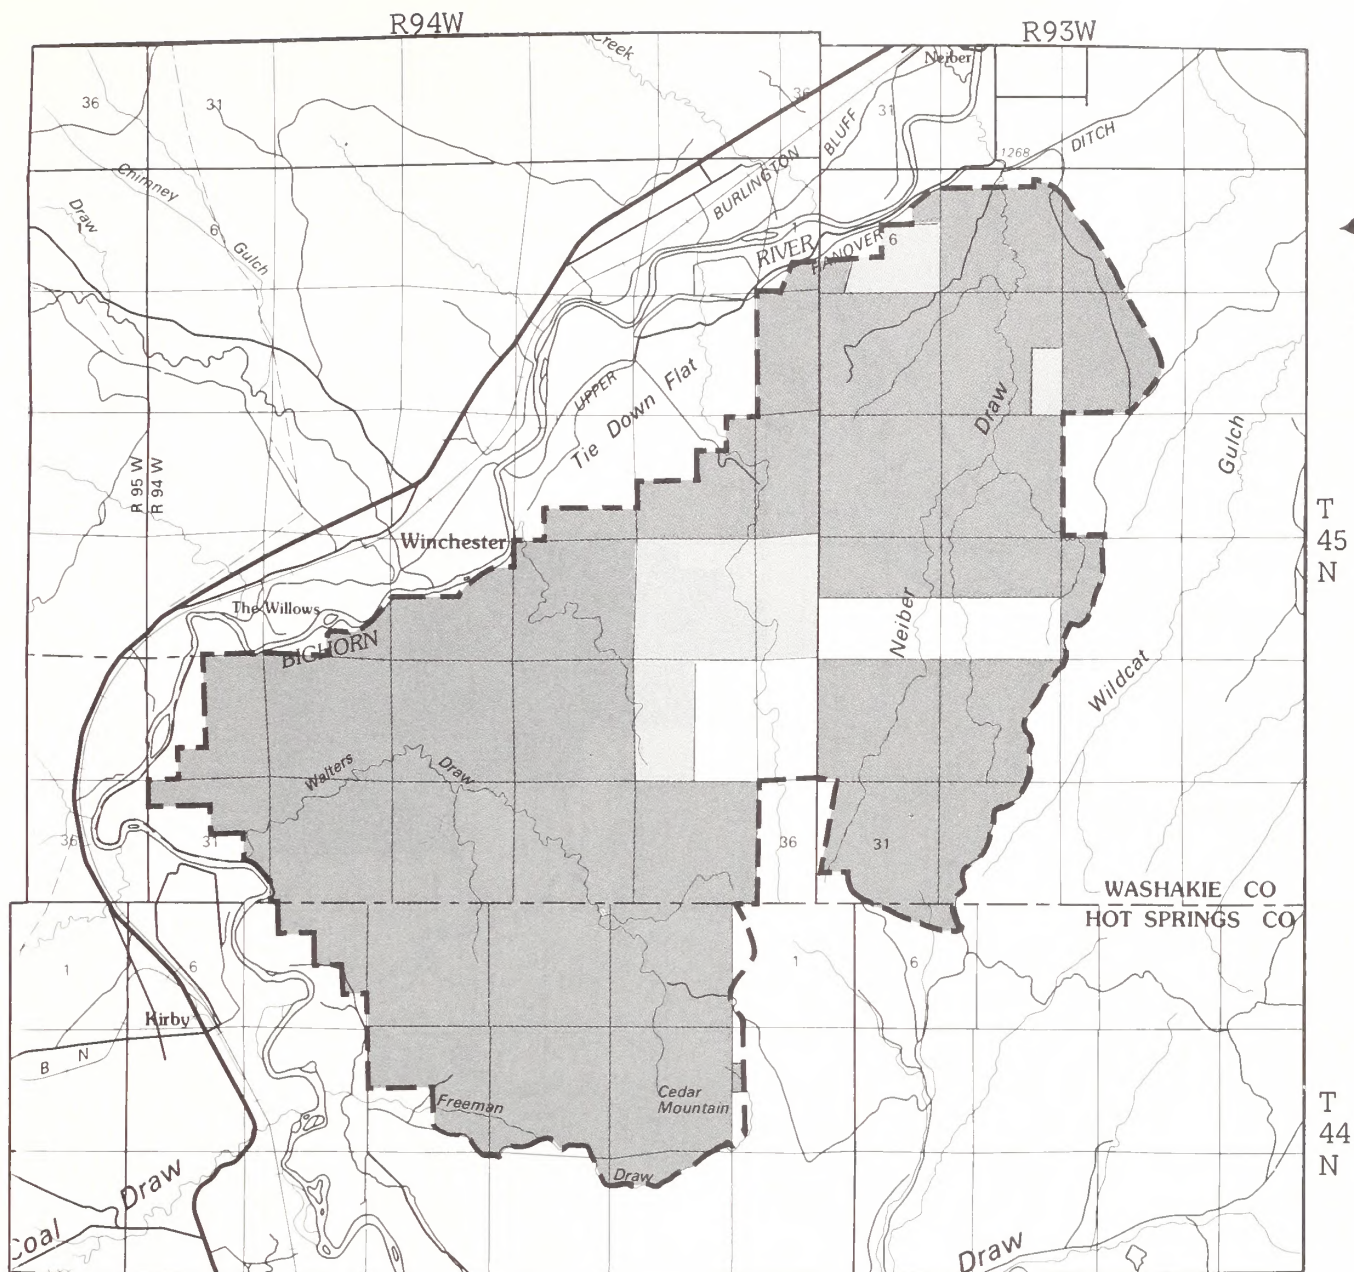 R94W
R93W
Creek
Neiber
36
31
36
31
BLUFF
DITCH
1268
BURLINGTON
Chimney
Gulch
Draw
1
6
1
6
RIVER
HANOVER
UPPER
Tie Down Flat
Draw
Gulch
R 95 W
R 94 W
T
45
N
Winchester
The Willows
BIGHORN
Neiber
Wildcat
Walters
Draw
36
31
36
31
WASHAKIE CO
HOT SPRINGS CO
1
6
1
6
Kirby
B N
Freeman
Cedar
Mountain
T
44
N
Draw
Coal Draw
Draw